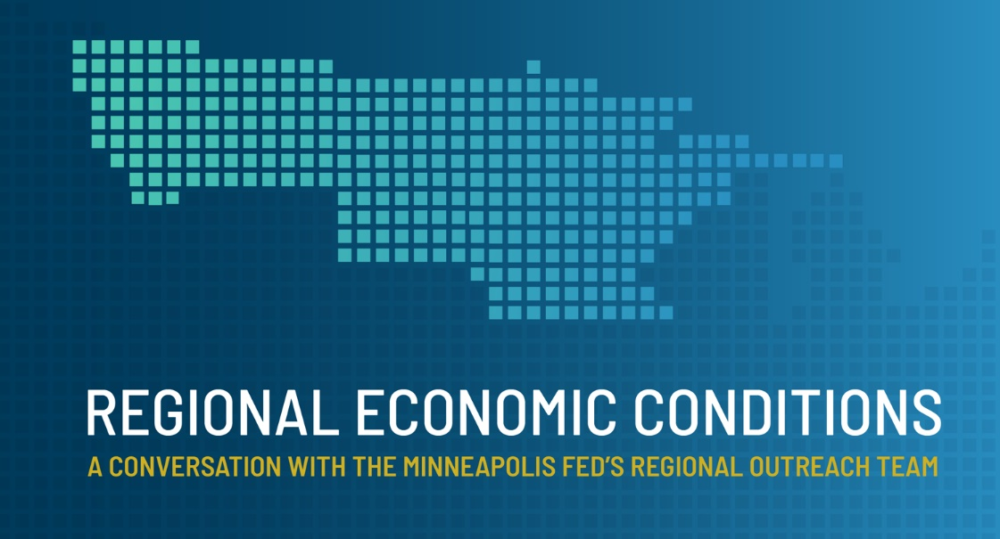 REGIONAL ECONOMIC CONDITIONS
A CONVERSATION WITH THE MINNEAPOLIS FED’S REGIONAL OUTREACH TEAM